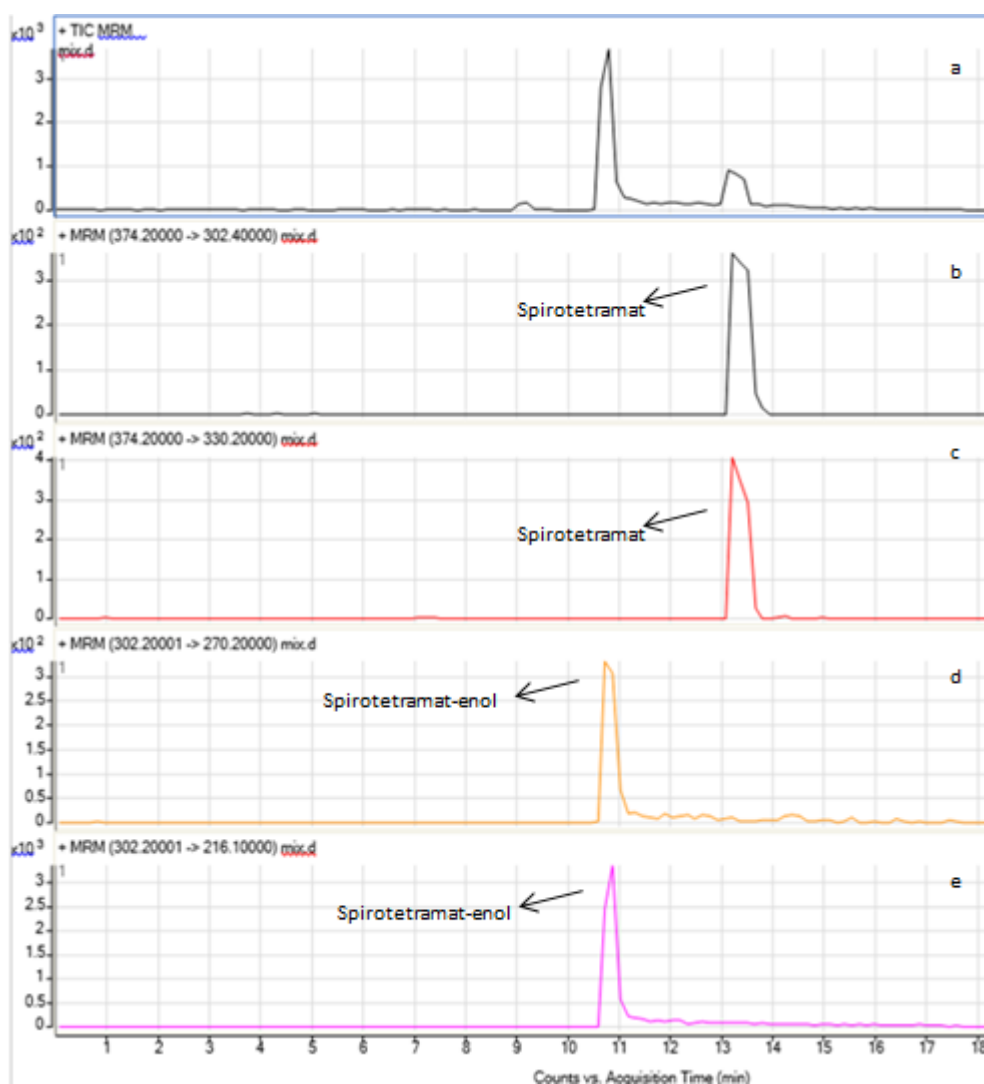 x10 3 + TIC MRM
mix.d
a
3
2
1
0
x10 2 + MRM (374.20000 -> 302.40000) mix.d
1
b
3
Spirotetramat
2
1
0
x10 2 + MRM (374.20000 -> 330.20000) mix.d
c
4
1
3
Spirotetramat
2
1
0
x10 2 + MRM (302.20001 -> 270.20000) mix.d
1
d
3
2.5
Spirotetramat-enol
2
1.5
1
0.5
0
x10 3 + MRM (302.20001 -> 216.10000) mix.d
1
e
3
2.5
Spirotetramat-enol
2
1.5
1
0.5
0
1 2 3 4 5 6 7 8 9 10 11 12 13 14 15 16 17 18
Counts vs. Acquisition Time (min)